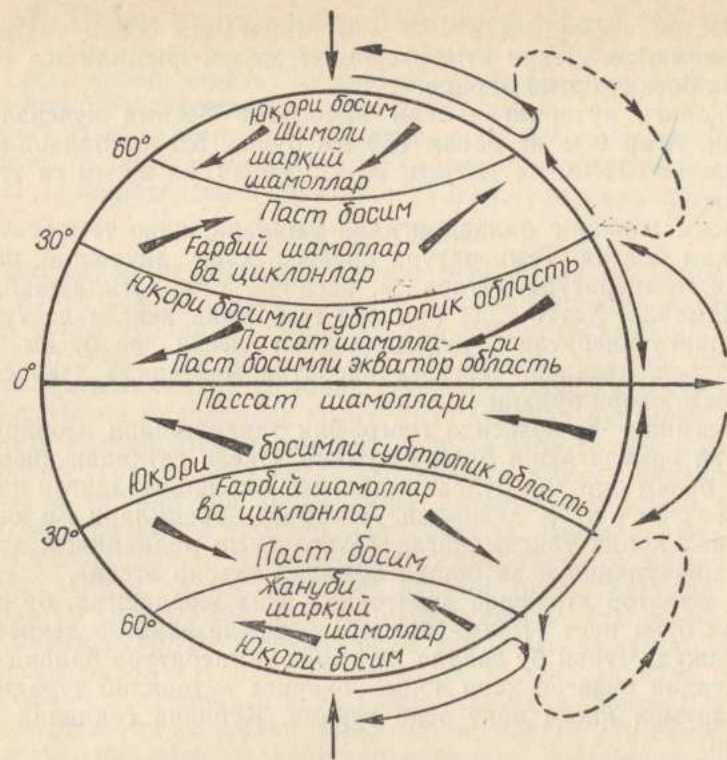 Юқори босим
60°
Шимоли
шарқий
шамоллар
Паст босим
30°
Ғарбий шамоллар
ва циклонлар
Юқори босимли субтропик область
Лассат шамолла-ри
Паст босимли экватор область
0°
Пассат шамоллари
Юқори босимли субтропик область
Ғарбий шамоллар
ва циклонлар
30°
Паст босим
Жануби
шарқий
60°
шамоллар
Юқори босим